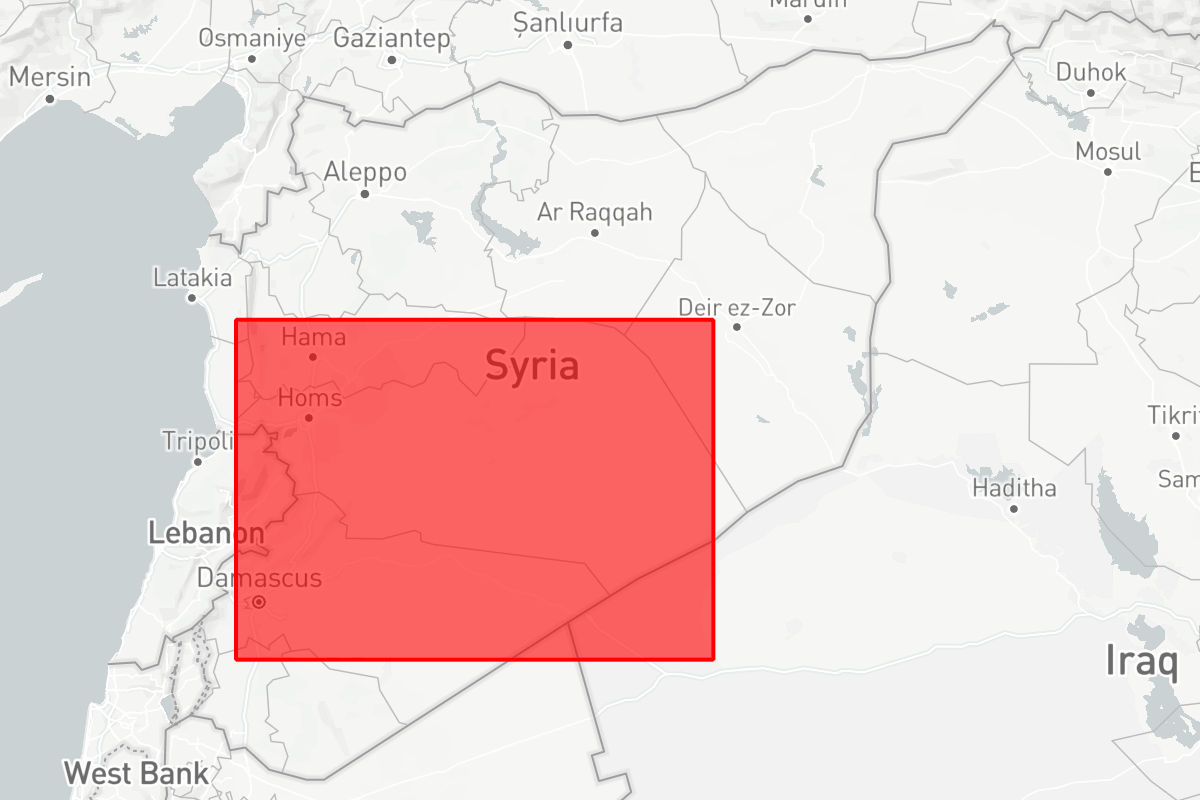 Mardin
Şanlıurfa
Osmaniye
Gaziantep
Duhok
Mersin
Mosul
Aleppo
E
Ar Raqqah
Latakia
Deir ez-Zor
Hama
Syria
Homs
Tikri
Tripoli
Sam
Haditha
Lebanon
Damascus
Iraq
West Bank